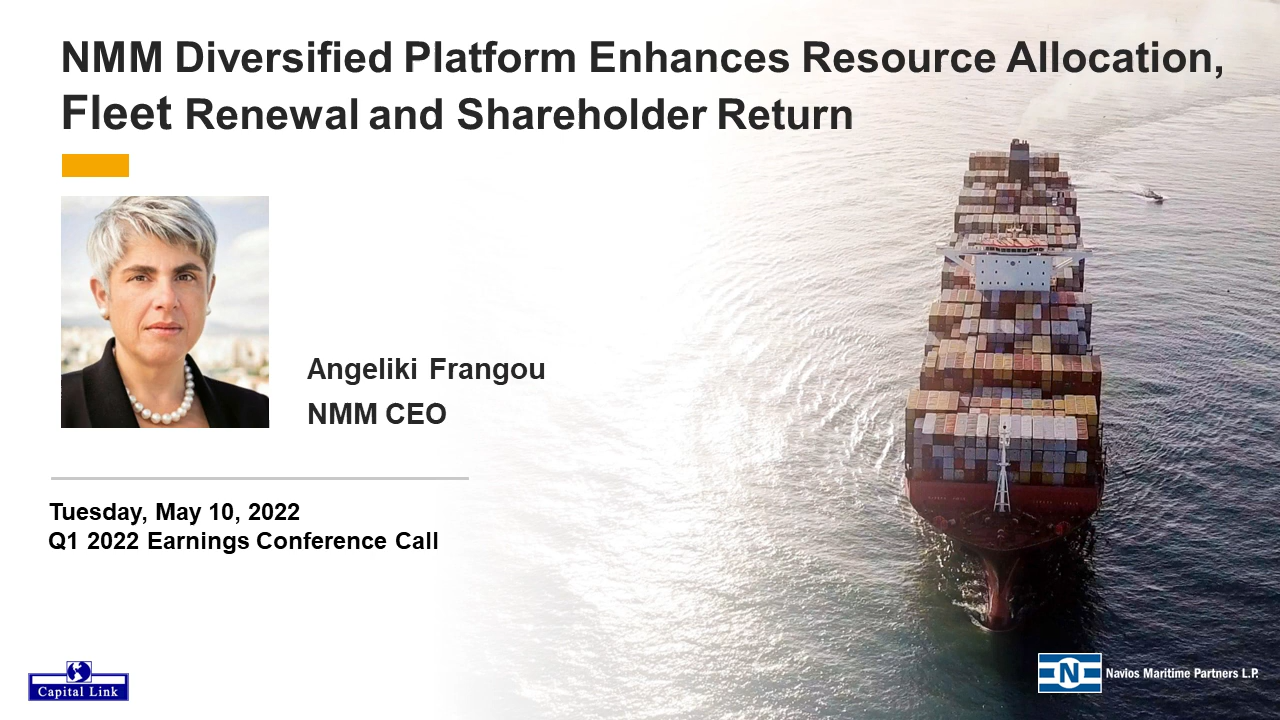 NMM Diversified Platform Enhances Resource Allocation,
Fleet Renewal and Shareholder Return
Angeliki Frangou
NMM CEO
Tuesday, May 10, 2022
Q1 2022 Earnings Conference Call
Capital Link
N
Navios Maritime Partners L.P.